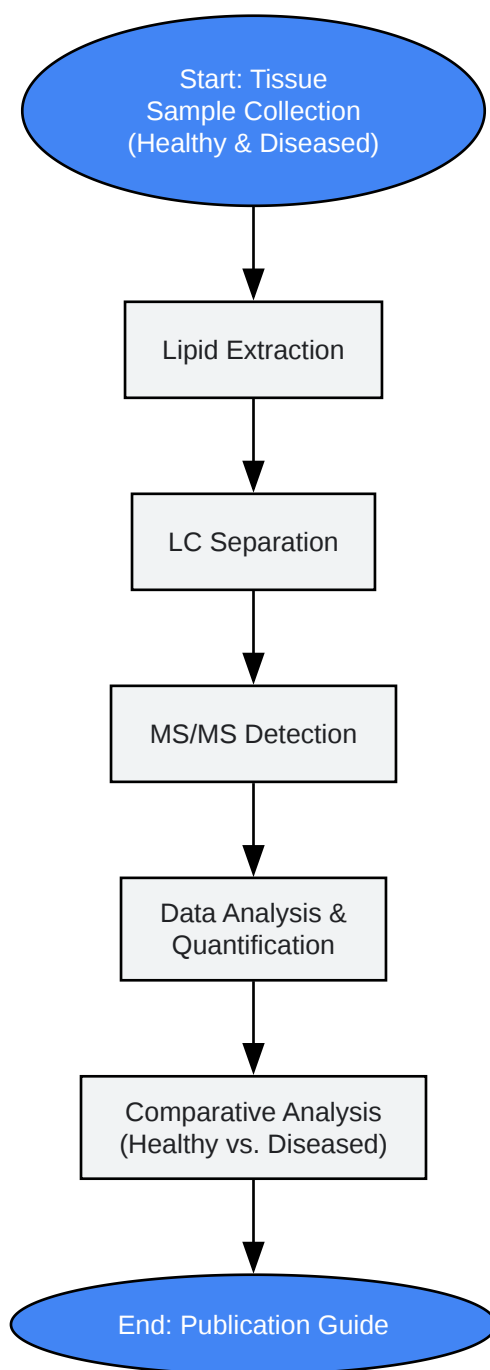 Start: Tissue
Sample Collection
(Healthy & Diseased)
Lipid Extraction
LC Separation
MS/MS Detection
Data Analysis &
Quantification
Comparative Analysis
(Healthy vs. Diseased)
End: Publication Guide